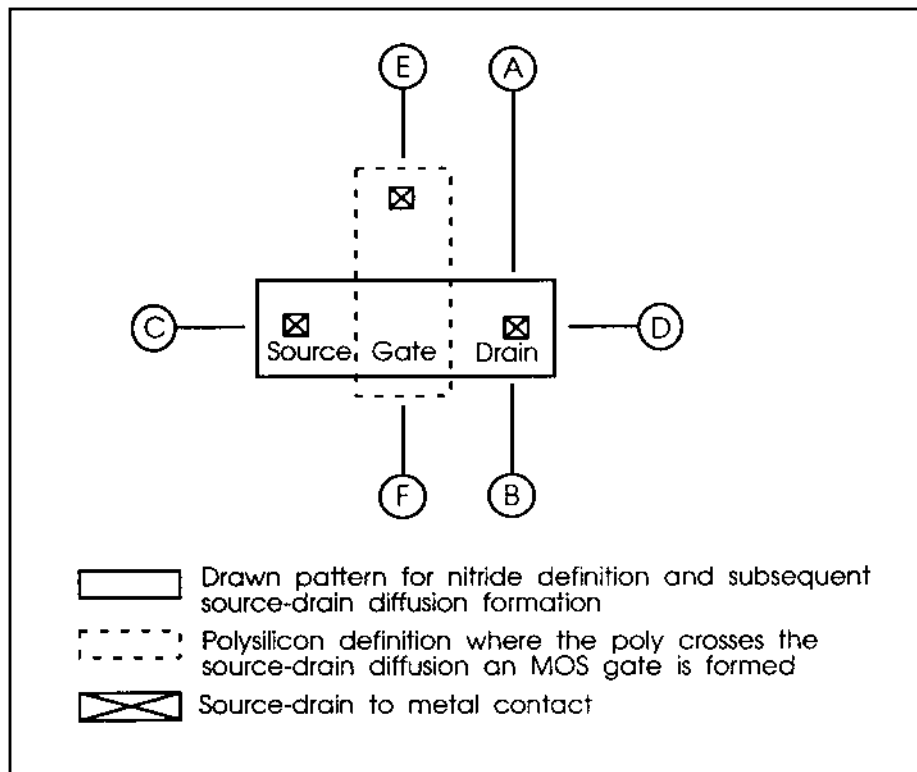 E
A
C
D
Source
Gate
Drain
F
B
Drawn pattern for nitride definition and subsequent
source-drain diffusion formation
Polysilicon definition where the poly crosses the
source-drain diffusion an MOS gate is formed
Source-drain to metal contact